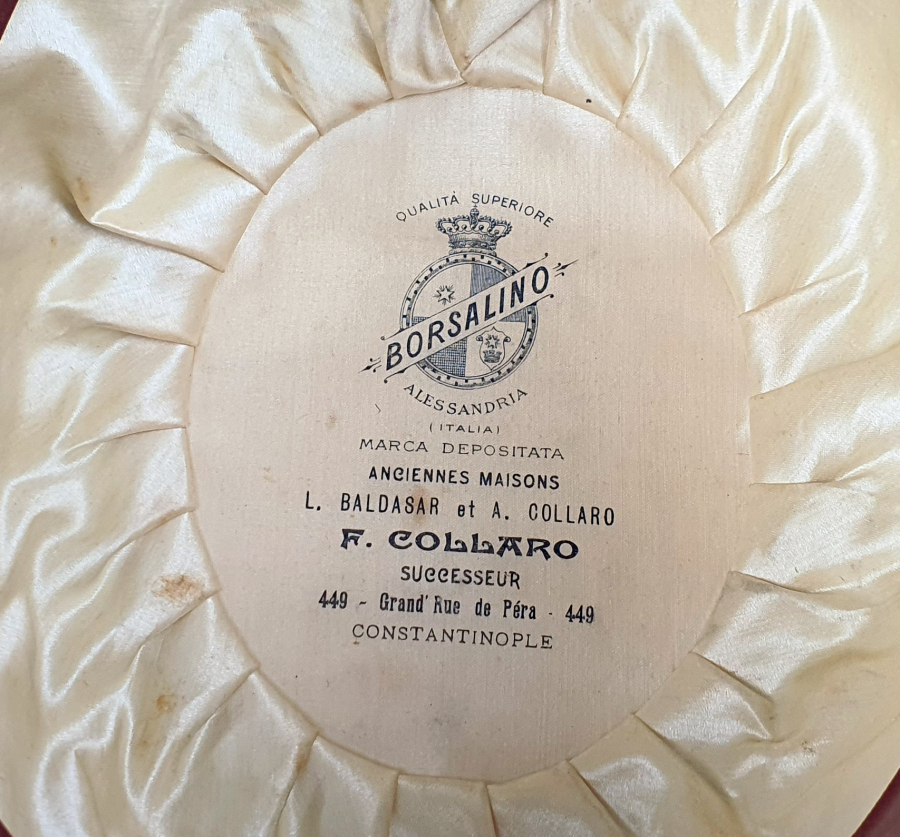 QUALITÀ SUPERIORE
BORSALINO
ALESSANDRIA
(ITALIA)
MARCA DEPOSITATA
ANCIENNES MAISONS
L. BALDASAR et A. COLLARO
F. COLLARO
SUCCESSEUR
449 - Grand' Rue de Péra - 449
CONSTANTINOPLE